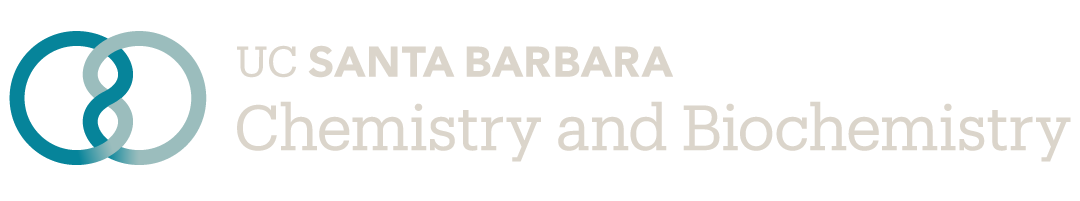 UC SANTA BARBARA
Chemistry and Biochemistry